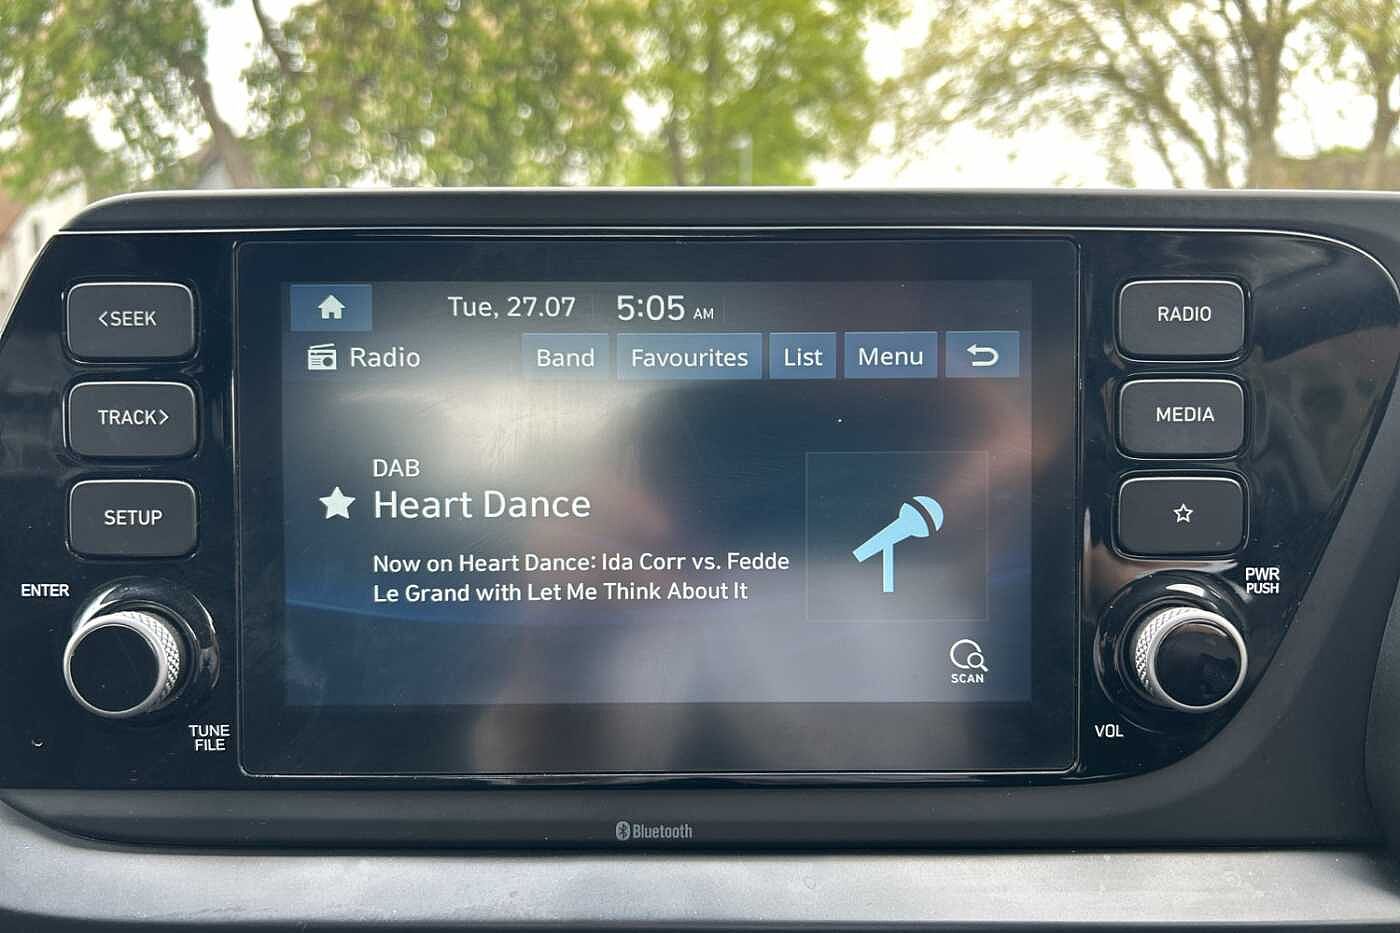 <SEEK
TRACK>
SETUP
ENTER
TUNE
FILE
Tue, 27.07 5:05 AM
Radio Band Favourites List Menu
DAB
Heart Dance
Now on Heart Dance: Ida Corr vs. Fedde
Le Grand with Let Me Think About It
SCAN
RADIO
MEDIA
PWR
PUSH
VOL
Bluetooth